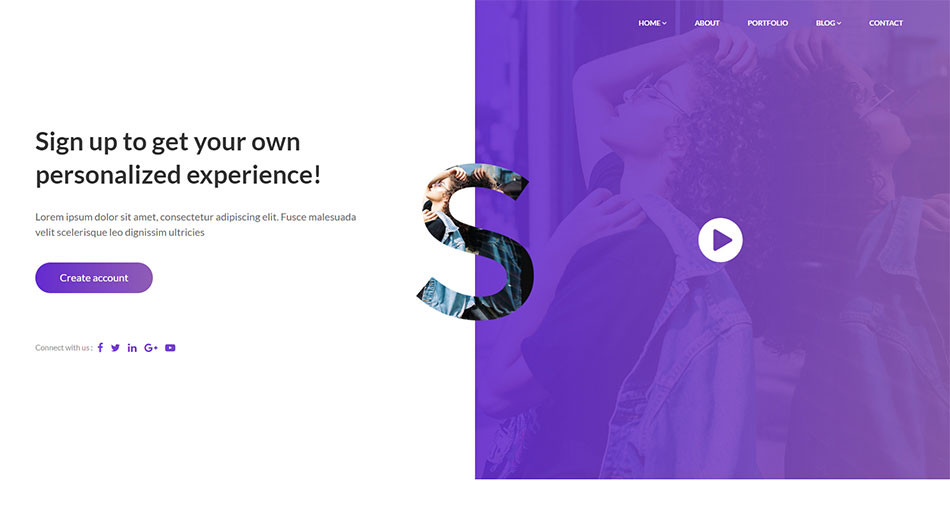 HOME ABOUT PORTFOLIO BLOG CONTACT
Sign up to get your own
personalized experience!
S
Lorem ipsum dolor sit amet, consectetur adipiscing elit. Fusce malesuada
velit scelerisque leo dignissim ultricies
Create account
Connect with us :